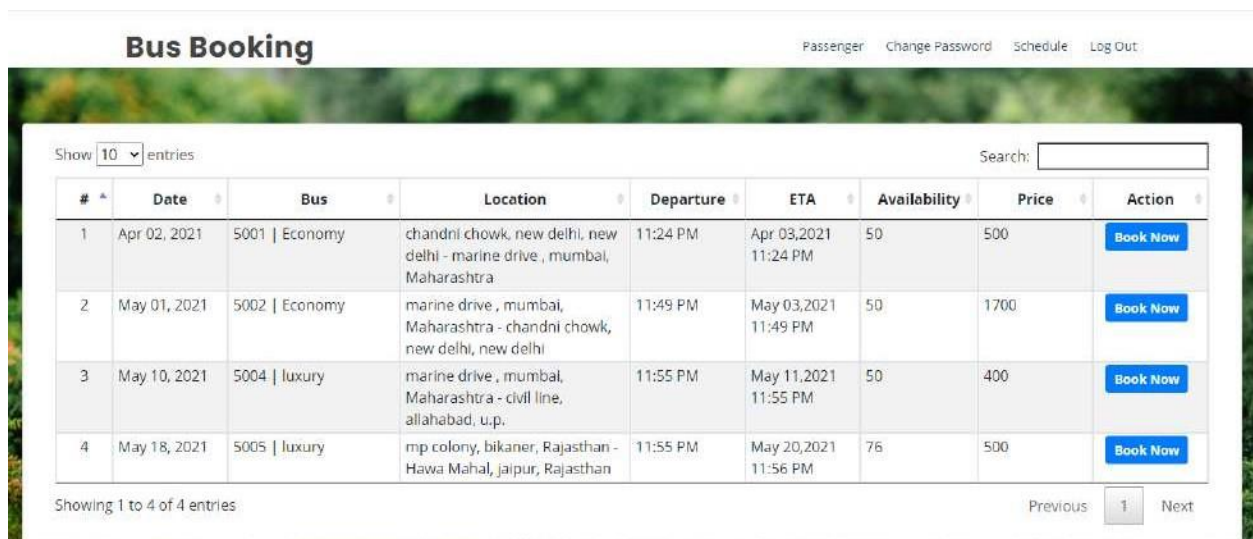 Bus Booking
Passenger Change Password Schedule Log Out
Show 10 entries
Search:
# Date Bus Location Departure ETA Availability Price Action
1 Apr 02, 2021 5001 | Economy chandni chowk, new delhi, new 11:24 PM Apr 03,2021 50 500 Book Now
delhi - marine drive , mumbai, 11:24 PM
Maharashtra
2 May 01, 2021 5002 | Economy marine drive , mumbai, 11:49 PM May 03,2021 50 1700 Book Now
Maharashtra - chandni chowk, 11:49 PM
new delhi, new delhi
3 May 10, 2021 5004 | luxury marine drive , mumbai, 11:55 PM May 11,2021 50 400 Book Now
Maharashtra - civil line, 11:55 PM
allahabad, u.p.
4 May 18, 2021 5005 | luxury mp colony, bikaner, Rajasthan - 11:55 PM May 20,2021 76 500 Book Now
Hawa Mahal, jaipur, Rajasthan 11:56 PM
Showing 1 to 4 of 4 entries
Previous 1 Next